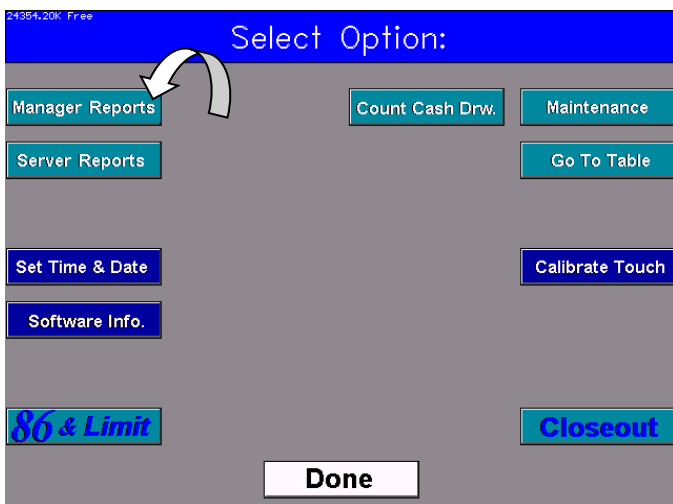 24354.20K Free
Select Option:
Manager Reports
Count Cash Drw.
Maintenance
Server Reports
Go To Table
Set Time & Date
Calibrate Touch
Software Info.
86 & Limit
Closeout
Done